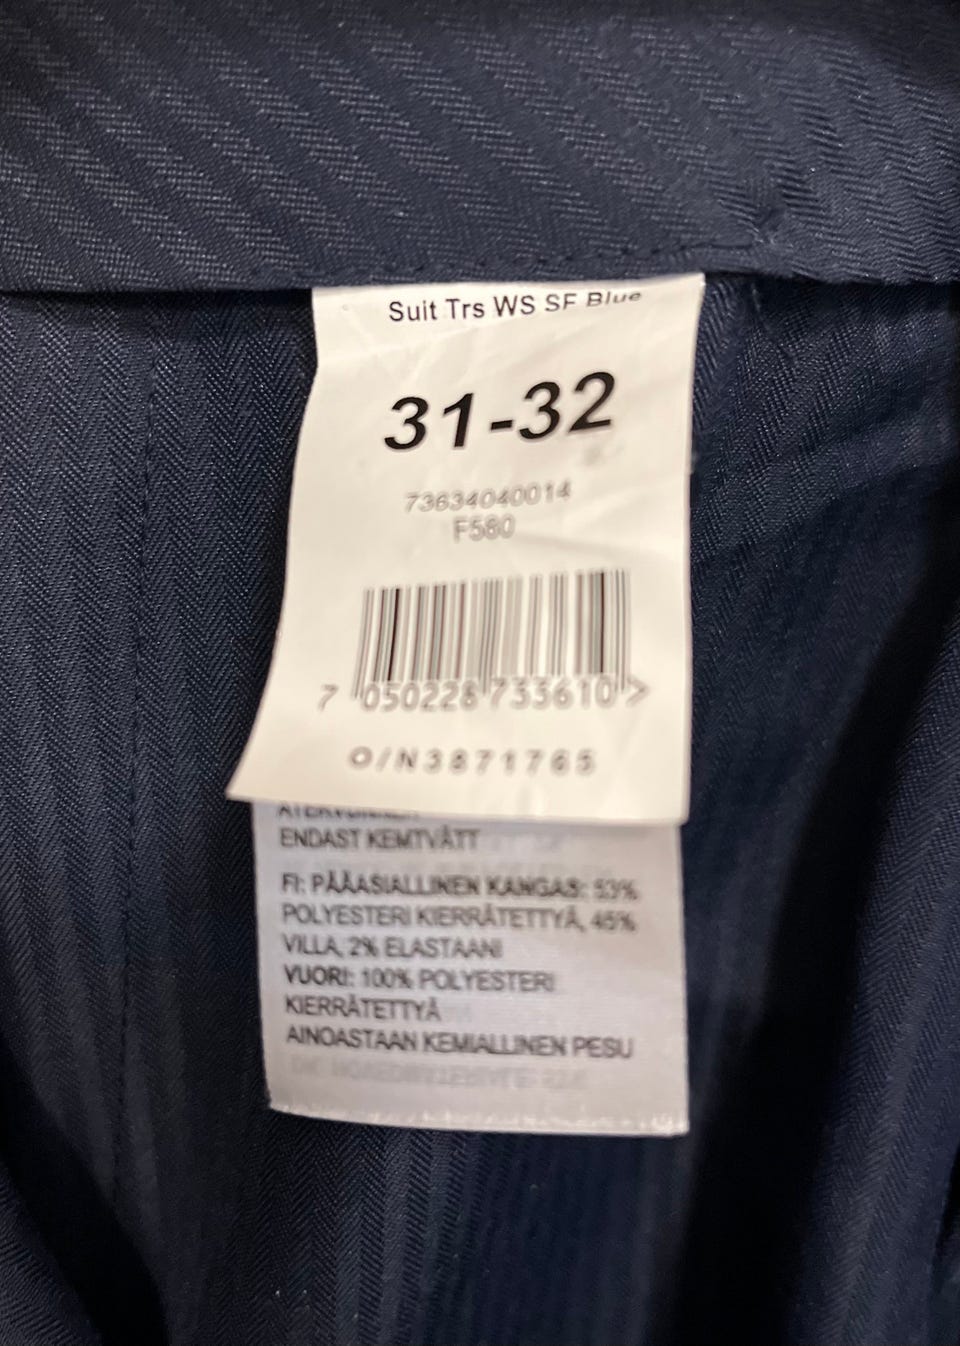 Suit Trs WS SF Blue
31-32
73634040014
F580
7 050228 733610 >
O/N3871765
ENDAST KEMTVÄTT
FI: PÄÄASIALLINEN KANGAS: 53%
POLYESTERI KIERRÄTETTYÄ, 45%
VILLA, 2% ELASTAANI
VUORI: 100% POLYESTERI
KIERRÄTETTYÄ
AINOASTAAN KEMIALLINEN PESU